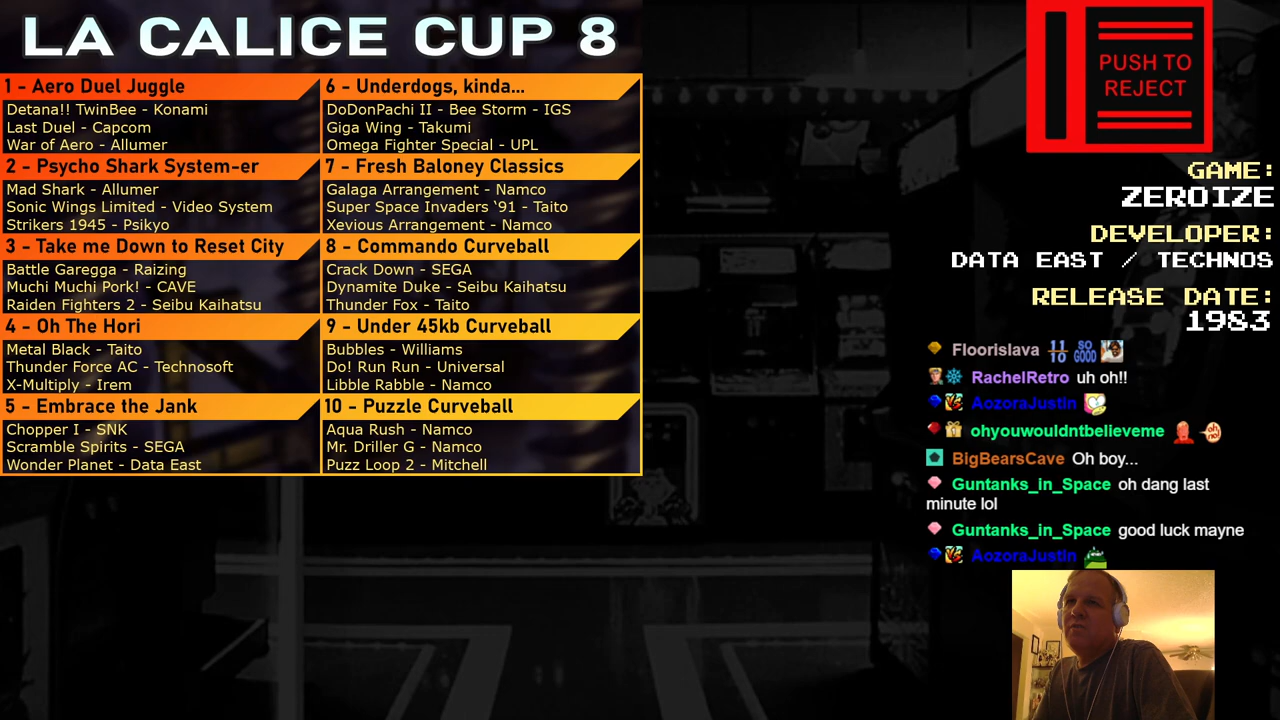 LA CALICE CUP 8
1 - Aero Duel Juggle
Detana!! TwinBee - Konami
Last Duel - Capcom
War of Aero - Allumer
2 - Psycho Shark System-er
Mad Shark - Allumer
Sonic Wings Limited - Video System
Strikers 1945 - Psikyo
3 - Take me Down to Reset City
Battle Garegga - Raizing
Muchi Muchi Pork! - CAVE
Raiden Fighters 2 - Seibu Kaihatsu
4 - Oh The Hori
Metal Black - Taito
Thunder Force AC - Technosoft
X-Multiply - Irem
5 - Embrace the Jank
Chopper I - SNK
Scramble Spirits - SEGA
Wonder Planet - Data East
6 - Underdogs, kinda...
DoDonPachi II - Bee Storm - IGS
Giga Wing - Takumi
Omega Fighter Special - UPL
7 - Fresh Baloney Classics
Galaga Arrangement - Namco
Super Space Invaders ‘91 - Taito
Xevious Arrangement - Namco
8 - Commando Curveball
Crack Down - SEGA
Dynamite Duke - Seibu Kaihatsu
Thunder Fox - Taito
9 - Under 45kb Curveball
Bubbles - Williams
Do! Run Run - Universal
Libble Rabble - Namco
10 - Puzzle Curveball
Aqua Rush - Namco
Mr. Driller G - Namco
Puzz Loop 2 - Mitchell
PUSH TO
REJECT
GAME:
ZEROIZE
DEVELOPER:
DATA EAST / TECHNOS
RELEASE DATE:
1983
Floorislava 11/10 SO GOOD
RachelRetro uh oh!!
AozoraJustin
ohyouwouldntbelieveme oh no!
BigBearsCave Oh boy...
Guntanks_in_Space oh dang last
minute lol
Guntanks_in_Space good luck mayne
AozoraJustin